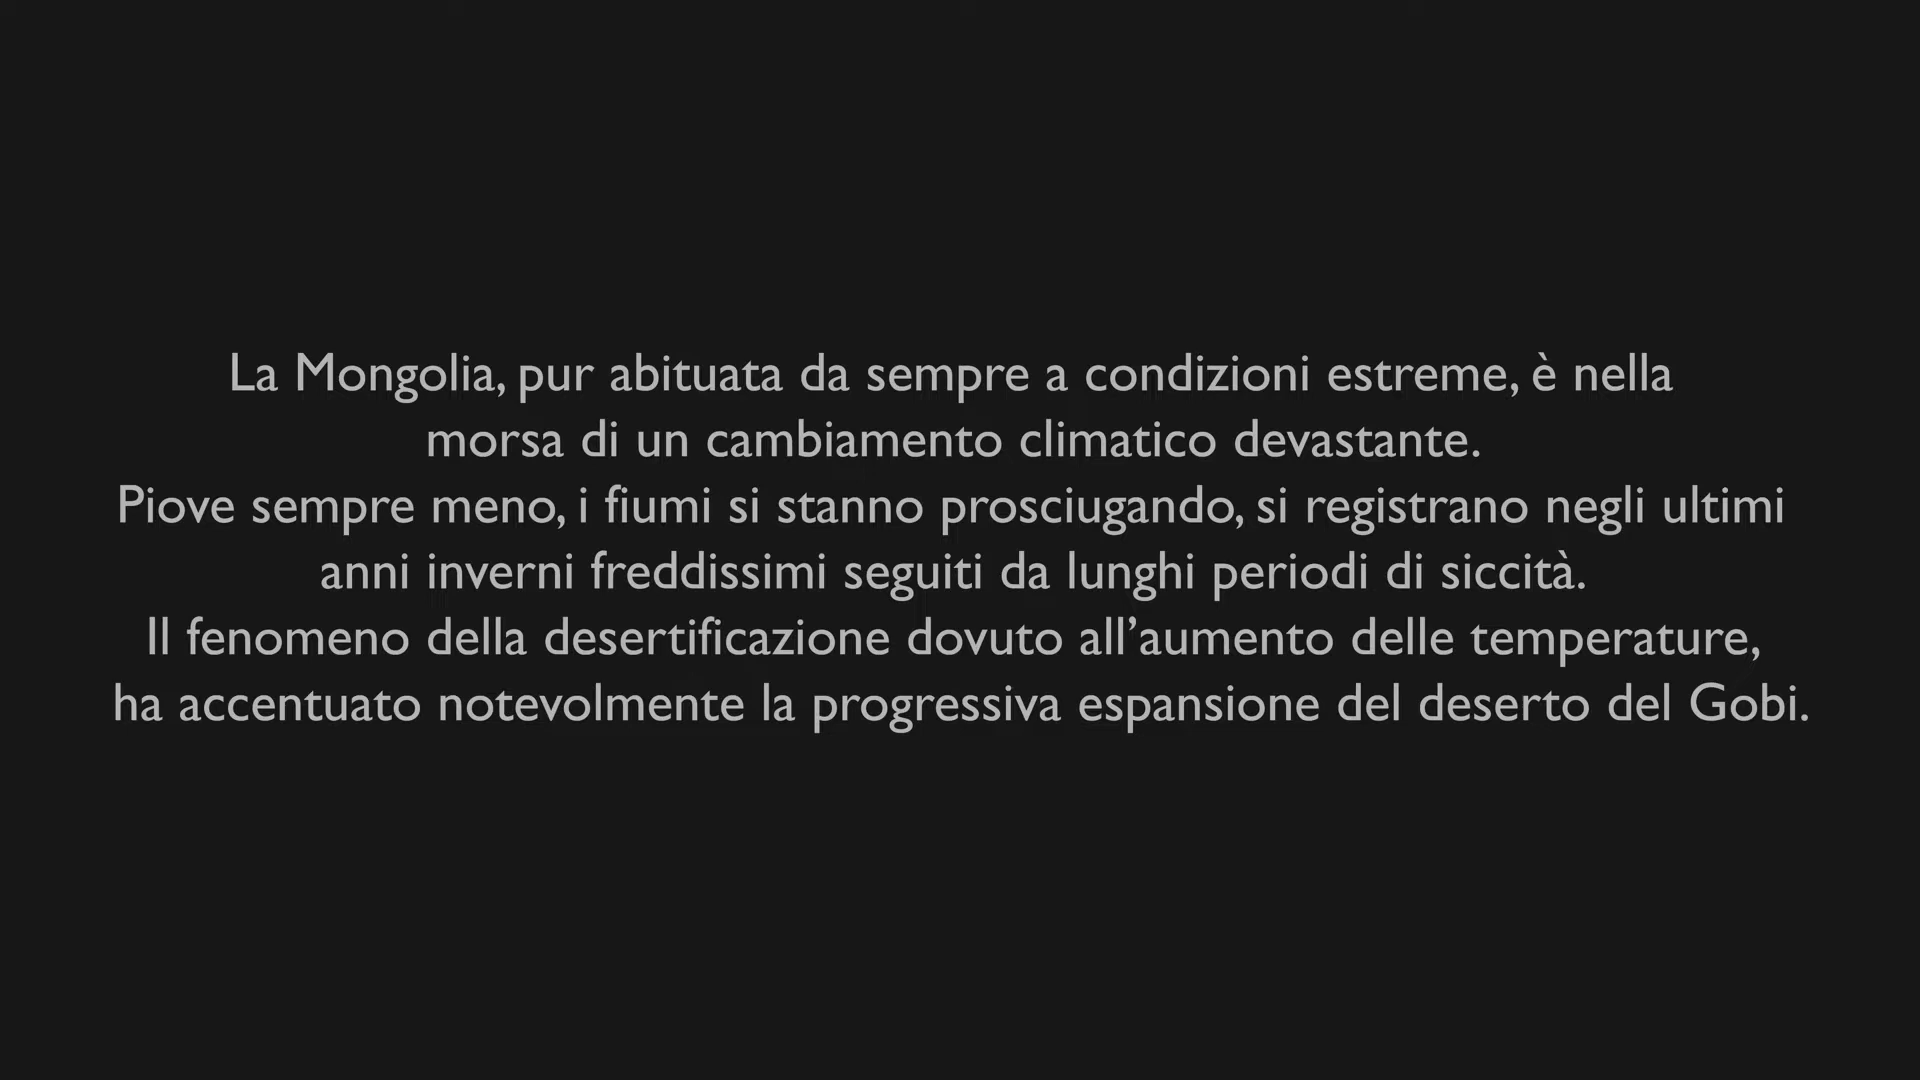 La Mongolia, pur abituata da sempre a condizioni estreme, è nella
morsa di un cambiamento climatico devastante.
Piove sempre meno, i fiumi si stanno prosciugando, si registrano negli ultimi
anni inverni freddissimi seguiti da lunghi periodi di siccità.
Il fenomeno della desertificazione dovuto all’aumento delle temperature,
ha accentuato notevolmente la progressiva espansione del deserto del Gobi.